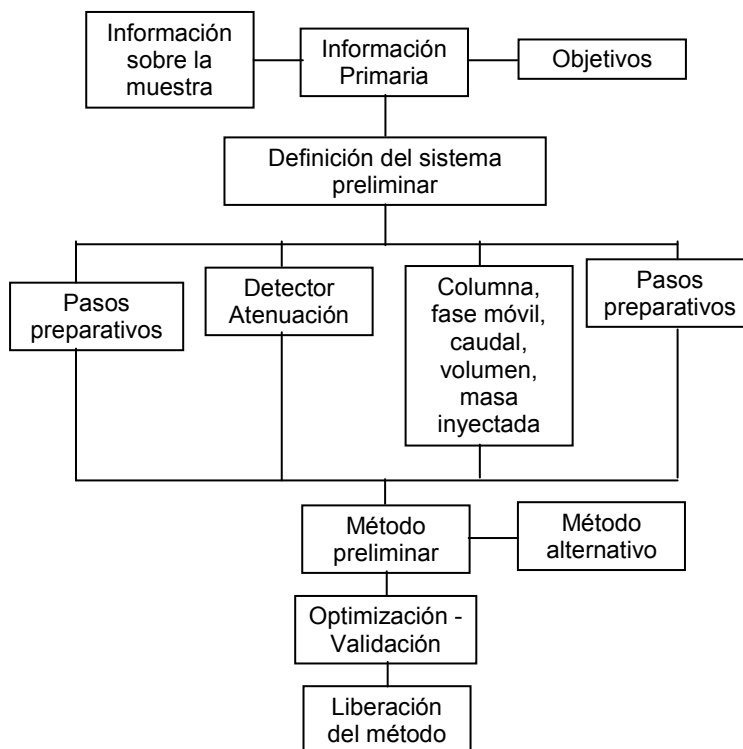 Información
sobre la
muestra
Información
Primaria
Objetivos
Definición del sistema
preliminar
Pasos
preparativos
Detector
Atenuación
Columna,
fase móvil,
caudal,
volumen,
masa
inyectada
Pasos
preparativos
Método
preliminar
Método
alternativo
Optimización -
Validación
Liberación
del método